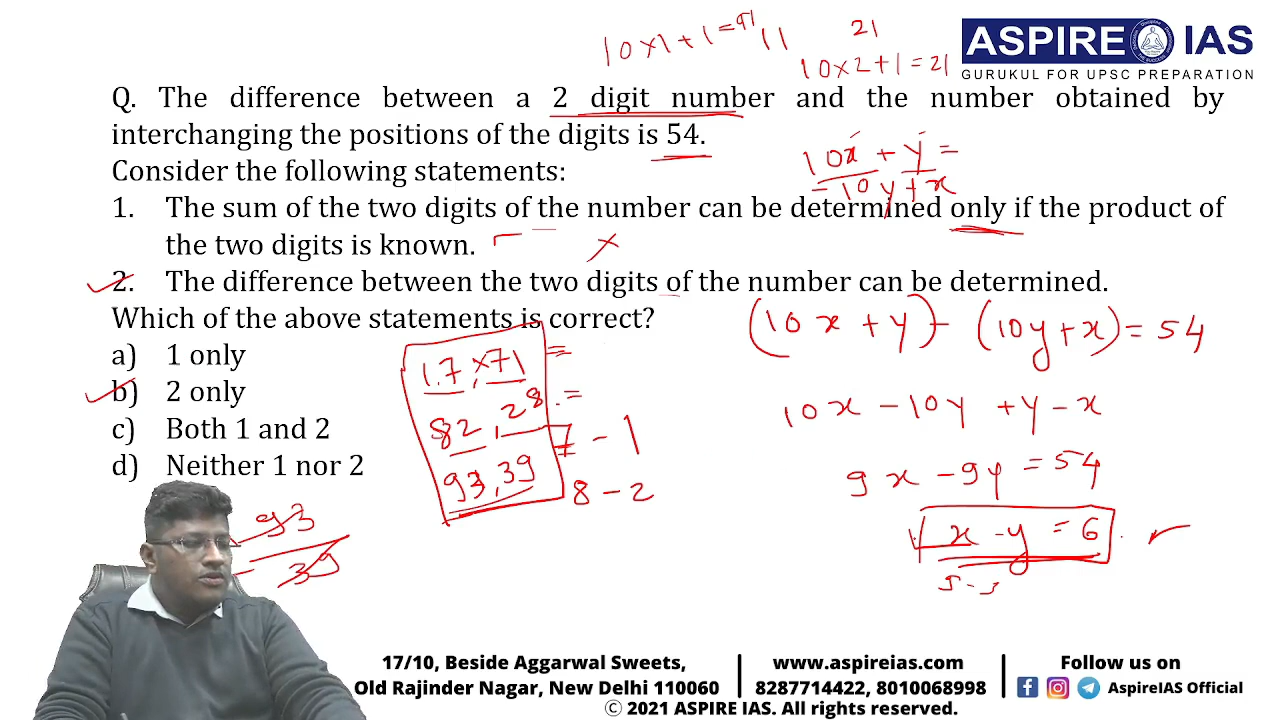 10x1+1=
11
21
10x2+1=21
ASPIRE IAS
GURUKUL FOR UPSC PREPARATION
Q. The difference between a 2 digit number and the number obtained by
interchanging the positions of the digits is 54.
10x + y =
= 10y + x
Consider the following statements:
1. The sum of the two digits of the number can be determined only if the product of
the two digits is known.
2. The difference between the two digits of the number can be determined.
Which of the above statements is correct?
a) 1 only
b) 2 only
c) Both 1 and 2
d) Neither 1 nor 2
17, 71 =
82, 28 =
93, 39
7 - 1
8 - 2
(10x + y) - (10y + x) = 54
10x - 10y + y - x
9x - 9y = 54
x - y = 6
93
39
17/10, Beside Aggarwal Sweets,
Old Rajinder Nagar, New Delhi 110060
www.aspireias.com
8287714422, 8010068998
Follow us on
AspireIAS Official
© 2021 ASPIRE IAS. All rights reserved.